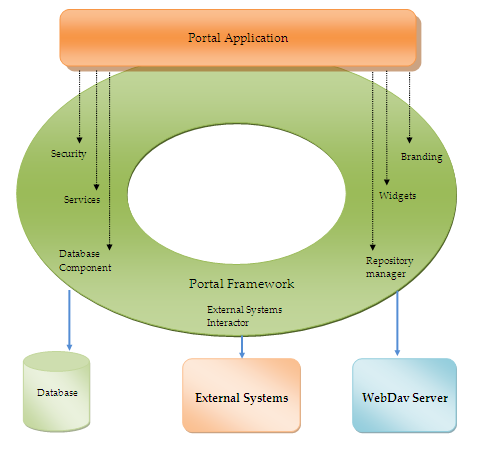 Portal Application
Security
Branding
Services
Widgets
Database
Component
Repository
manager
Portal Framework
External Systems
Interactor
Database
External Systems
WebDav Server